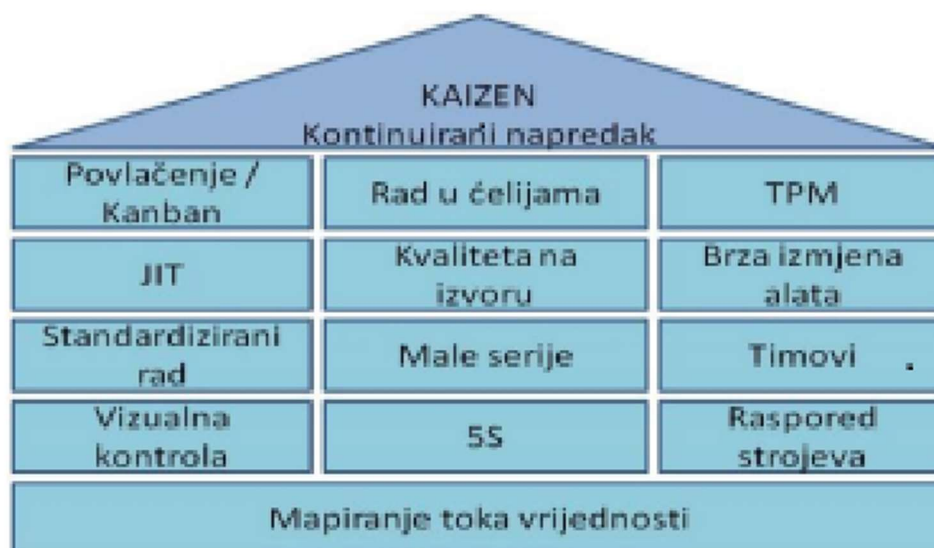 KAIZEN
Kontinuirani napredak
Povlačenje /
Kanban
Rad u ćelijama
TPM
JIT
Kvaliteta na
izvoru
Brza izmjena
alata
Standardizirani
rad
Male serije
Timovi
Vizualna
kontrola
5S
Raspored
strojeva
Mapiranje toka vrijednosti